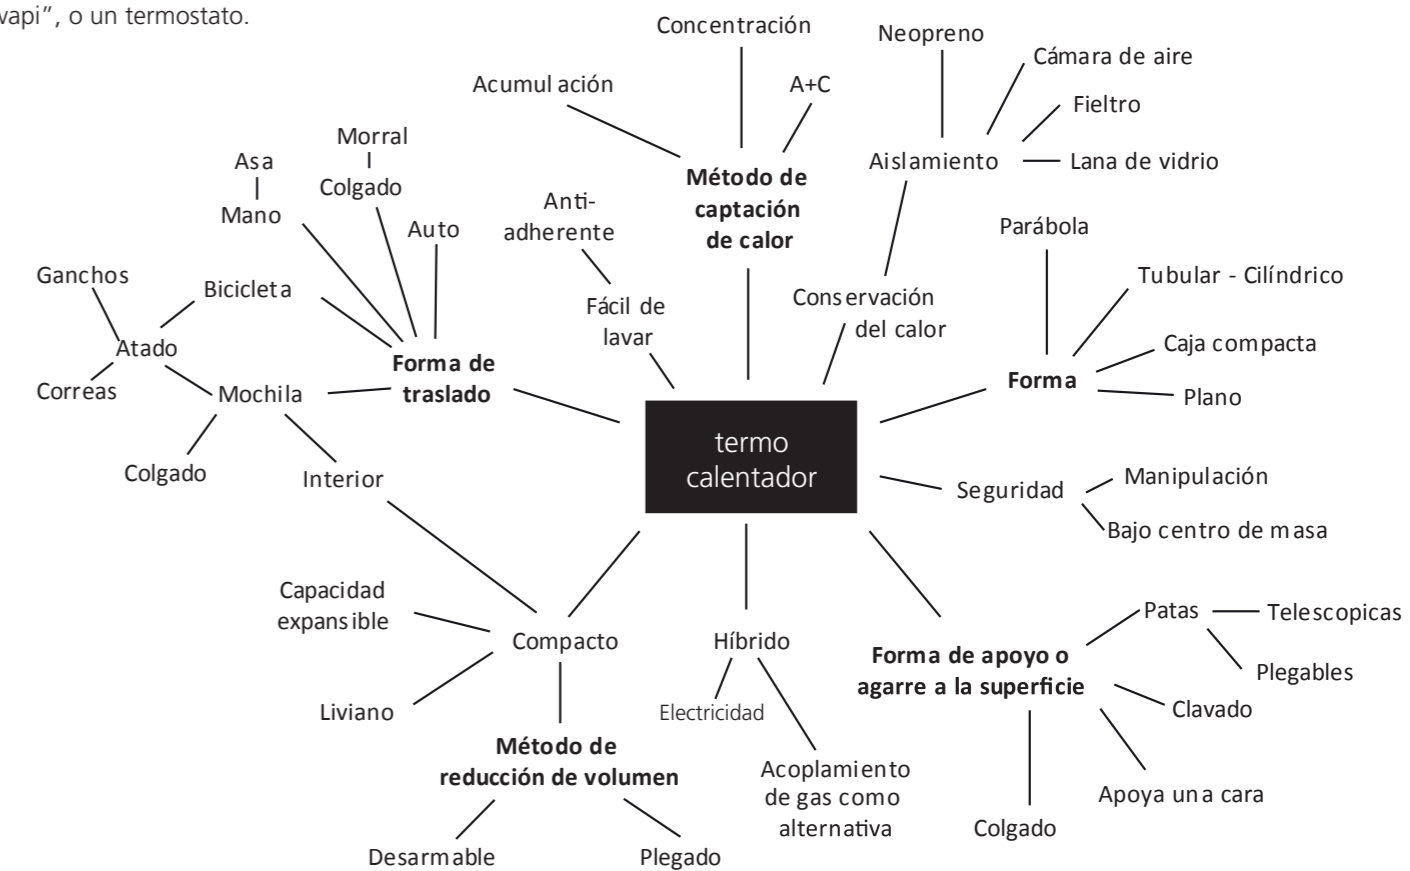 wapi”, o un termostato.
Concentración
Neopreno
Cámara de aire
Acumulación
A+C
Fieltro
Morral
Asa
Aislamiento
Lana de vidrio
Método de
captación
de calor
Colgado
Mano
Anti-
adherente
Auto
Parábola
Ganchos
Bicicleta
Tubular - Cilíndrico
Fácil de
lavar
Conservación
del calor
Atado
Caja compacta
Forma de
traslado
Forma
Correas
Mochila
Plano
termo
calentador
Colgado
Interior
Seguridad
Manipulación
Bajo centro de masa
Capacidad
expansible
Patas
Telescopicas
Compacto
Híbrido
Forma de apoyo o
agarre a la superficie
Plegables
Liviano
Electricidad
Clavado
Método de
reducción de volumen
Acoplamiento
de gas como
alternativa
Apoya una cara
Colgado
Desarmable
Plegado